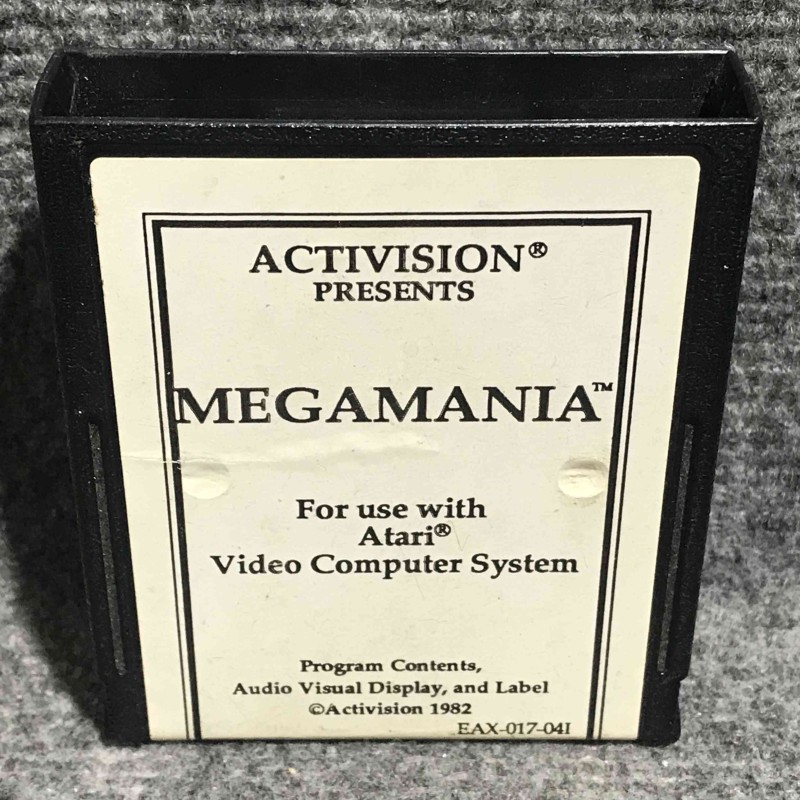 ACTIVISION®
PRESENTS
MEGAMANIA™
For use with
Atari®
Video Computer System
Program Contents,
Audio Visual Display, and Label
©Activision 1982
EAX-017-04I